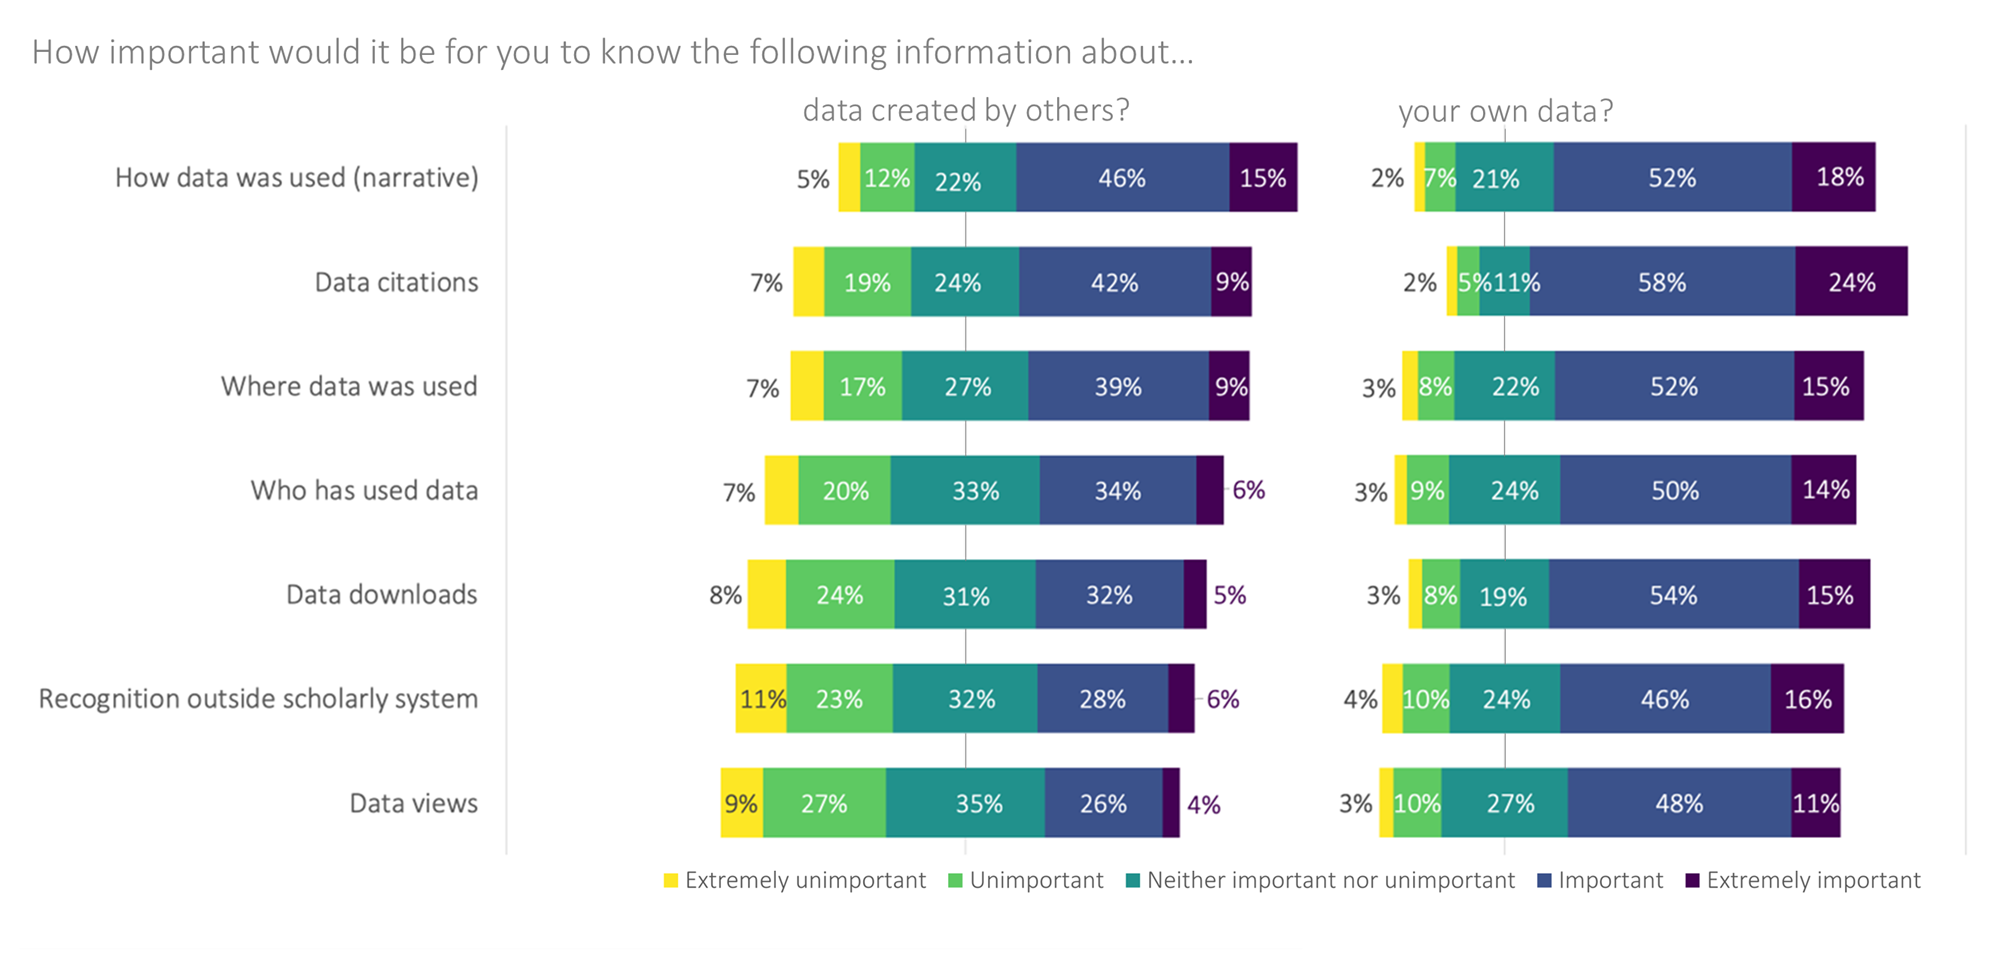 How important would it be for you to know the following information about...
data created by others? your own data?
How data was used (narrative) 5% 12% 22% 46% 15% 2% 7% 21% 52% 18%
Data citations 7% 19% 24% 42% 9% 2% 5% 11% 58% 24%
Where data was used 7% 17% 27% 39% 9% 3% 8% 22% 52% 15%
Who has used data 7% 20% 33% 34% 6% 3% 9% 24% 50% 14%
Data downloads 8% 24% 31% 32% 5% 3% 8% 19% 54% 15%
Recognition outside scholarly system 11% 23% 32% 28% 6% 4% 10% 24% 46% 16%
Data views 9% 27% 35% 26% 4% 3% 10% 27% 48% 11%
Extremely unimportant Unimportant Neither important nor unimportant Important Extremely important